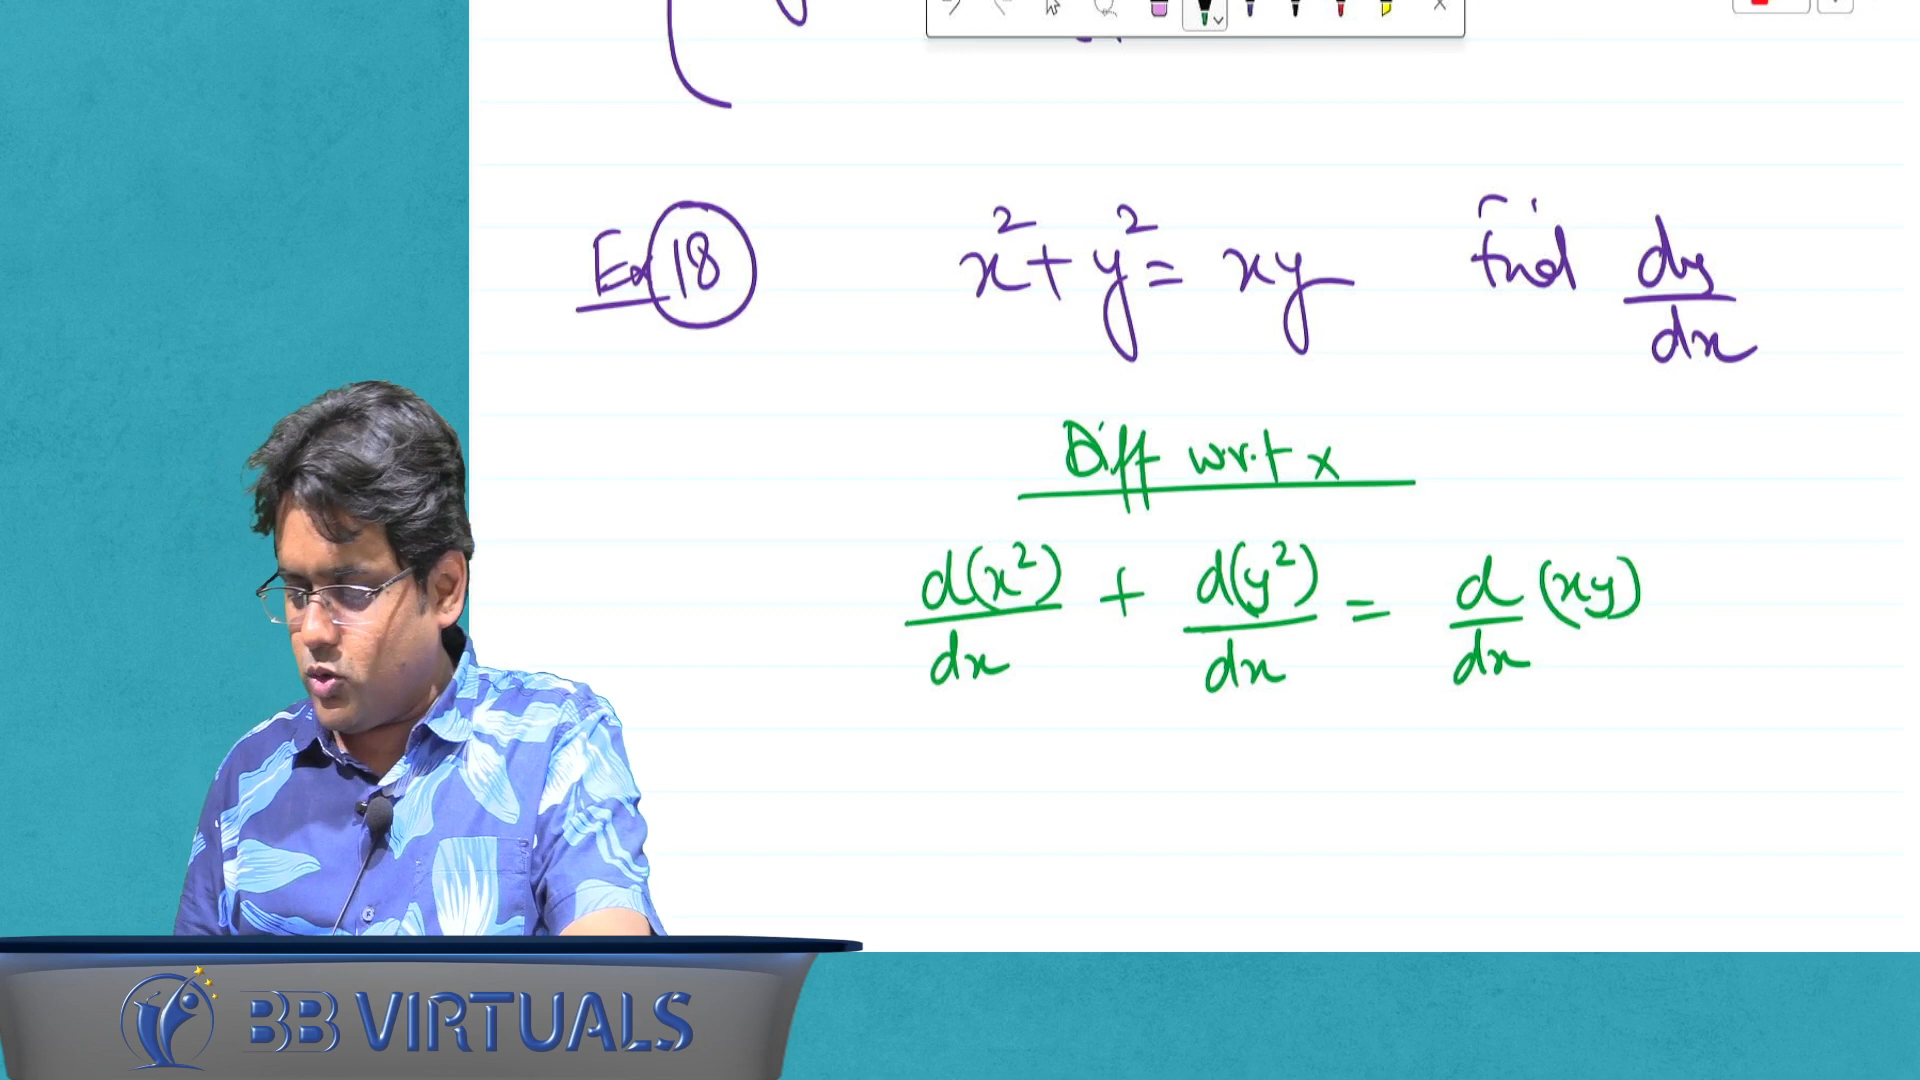 Ex 18 x² + y² = xy Find dy/dx
Diff w.r.t x
d(x²)/dx + d(y²)/dx = d/dx (xy)
BB VIRTUALS